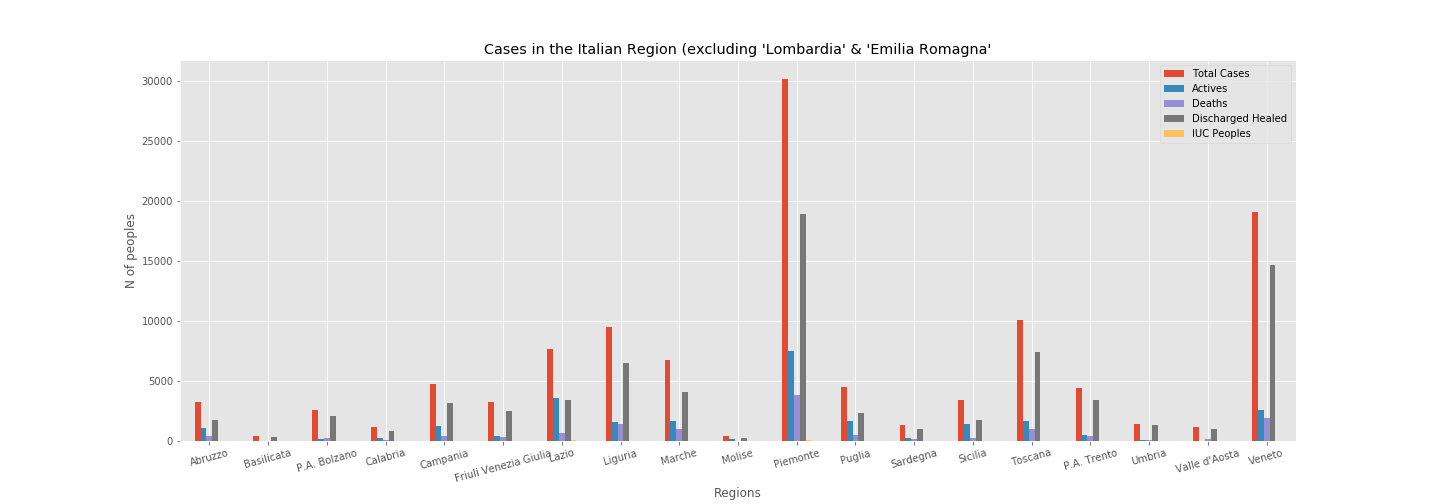 Cases in the Italian Region (excluding 'Lombardia' & 'Emilia Romagna'
Total Cases
Actives
Deaths
Discharged Healed
IUC Peoples
N of peoples
30000
25000
20000
15000
10000
5000
0
Abruzzo
Basilicata
P.A. Bolzano
Calabria
Campania
Friuli Venezia Giulia
Lazio
Liguria
Marche
Molise
Piemonte
Puglia
Sardegna
Sicilia
Toscana
P.A. Trento
Umbria
Valle d'Aosta
Veneto
Regions